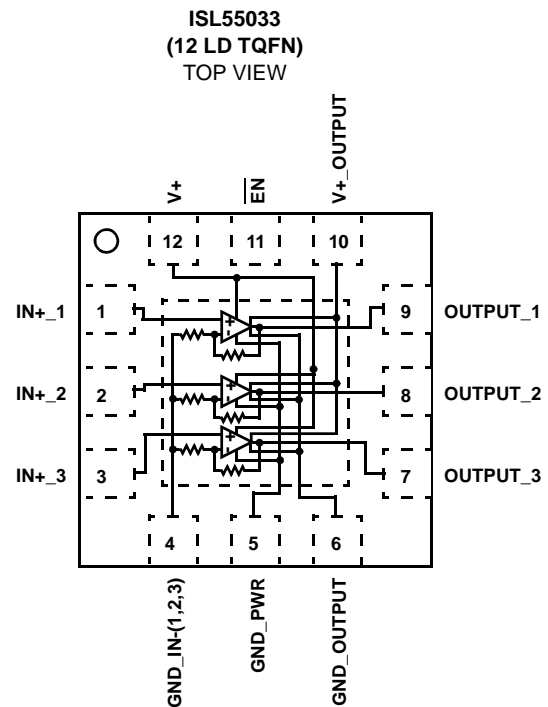 ISL55033
(12 LD TQFN)
TOP VIEW
V+
EN
V+_OUTPUT
12
11
10
IN+_1
1
9
OUTPUT_1
IN+_2
2
8
OUTPUT_2
IN+_3
3
7
OUTPUT_3
+
-
+
-
+
-
4
5
6
GND_IN-(1,2,3)
GND_PWR
GND_OUTPUT